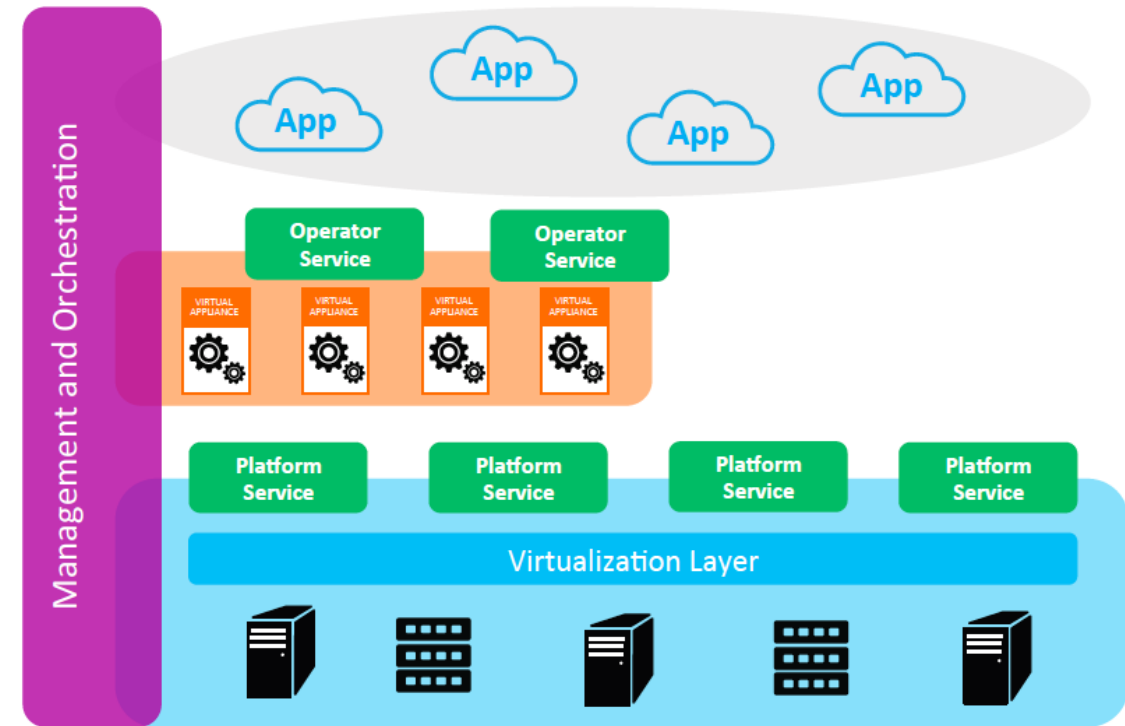 Management and Orchestration
App
App
App
App
Operator
Service
Operator
Service
VIRTUAL
APPLIANCE
VIRTUAL
APPLIANCE
VIRTUAL
APPLIANCE
VIRTUAL
APPLIANCE
Platform
Service
Platform
Service
Platform
Service
Platform
Service
Virtualization Layer